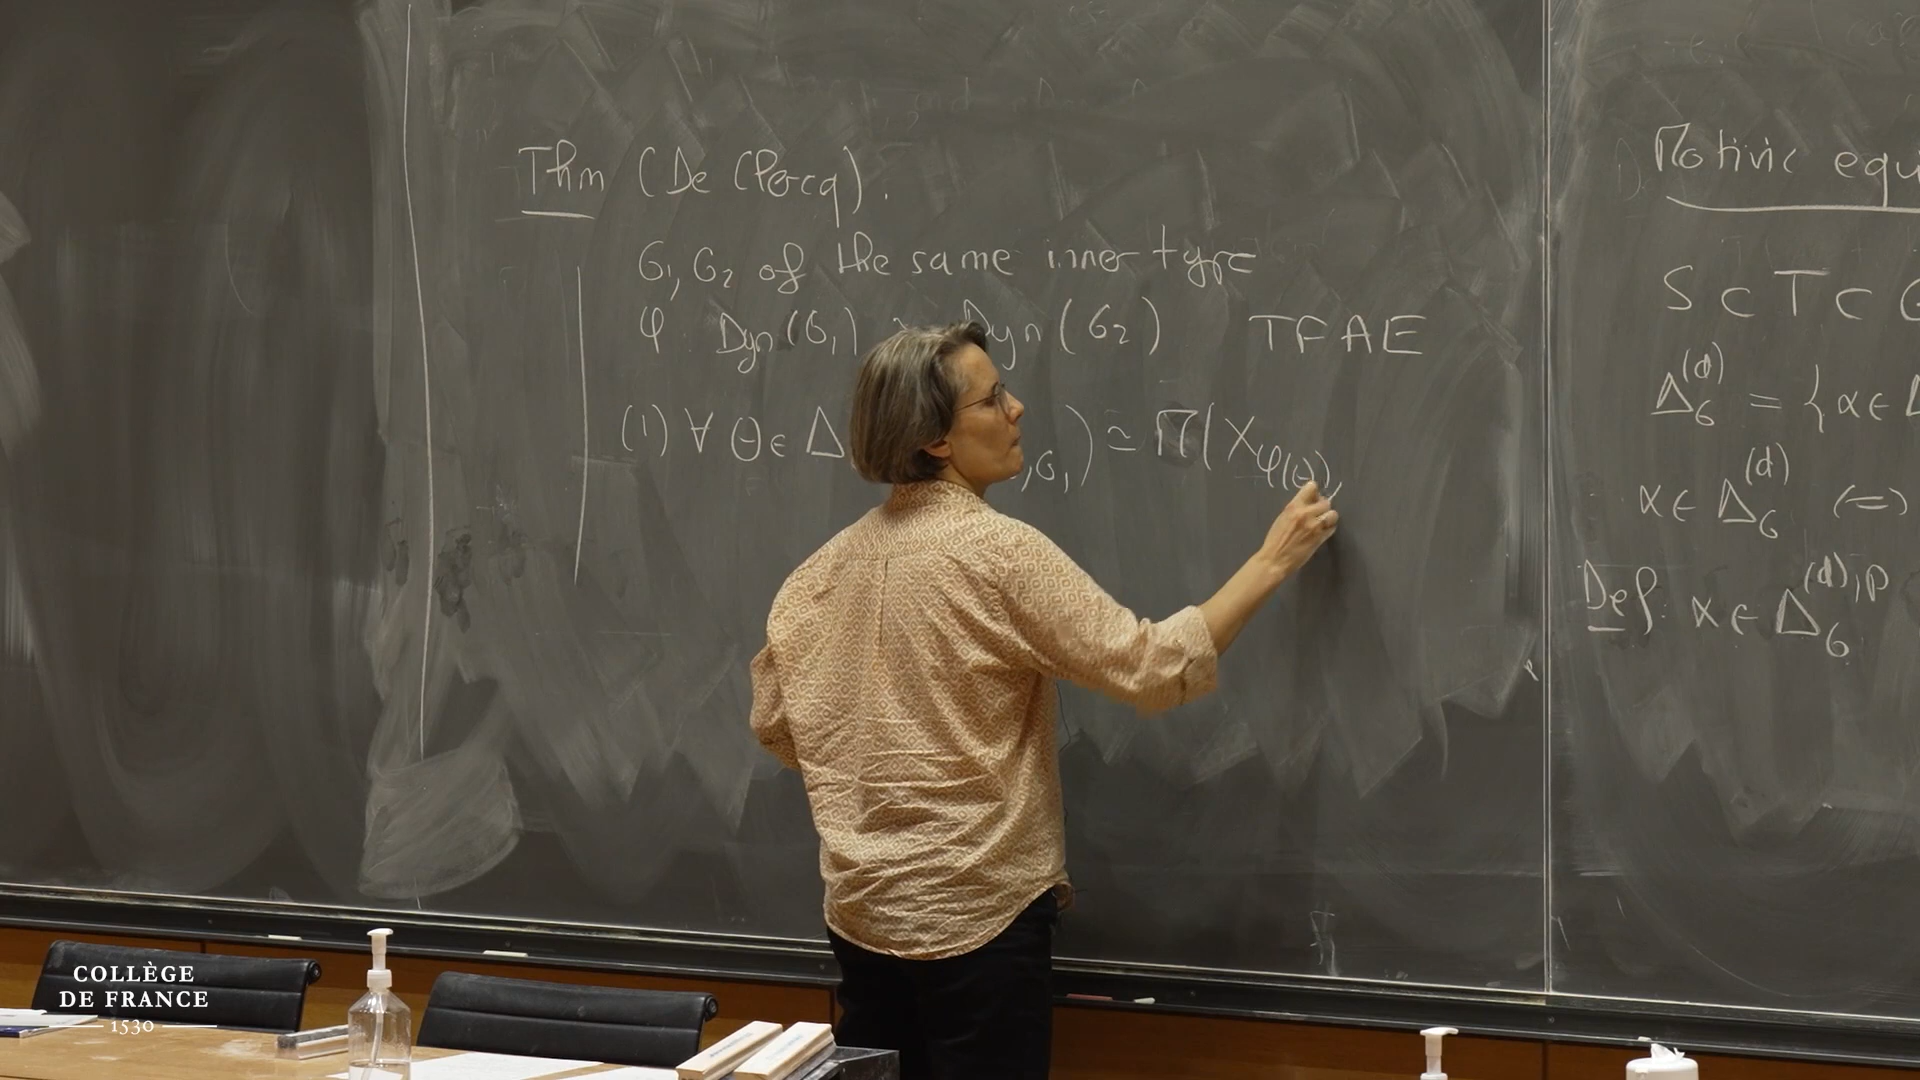 Thm (De Clercq).
G₁, G₂ of the same inner type
φ : Dyn(G₁) Dyn(G₂) TFAE
(1) ∀ Θ ∈ Δ , G₁) ≃ M(X_φ(Θ),
Motivic equi
S ⊂ T ⊂ G
Δ_G^(d) = { α ∈ Δ
α ∈ Δ_G^(d) (=)
Def: α ∈ Δ_G^(d),p
COLLÈGE
DE FRANCE
1530